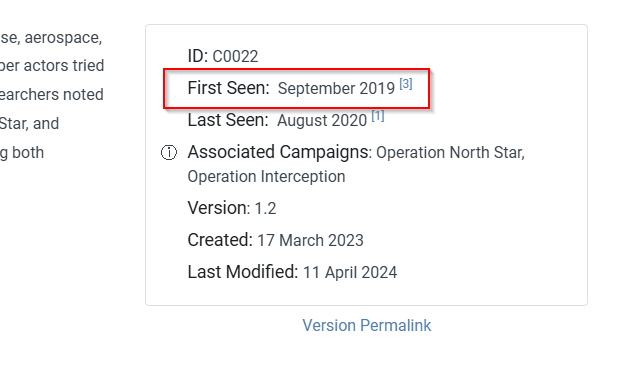 se, aerospace,
per actors tried
earchers noted
Star, and
g both
ID: C0022
First Seen: September 2019 [3]
Last Seen: August 2020 [1]
Associated Campaigns: Operation North Star,
Operation Interception
Version: 1.2
Created: 17 March 2023
Last Modified: 11 April 2024
Version Permalink